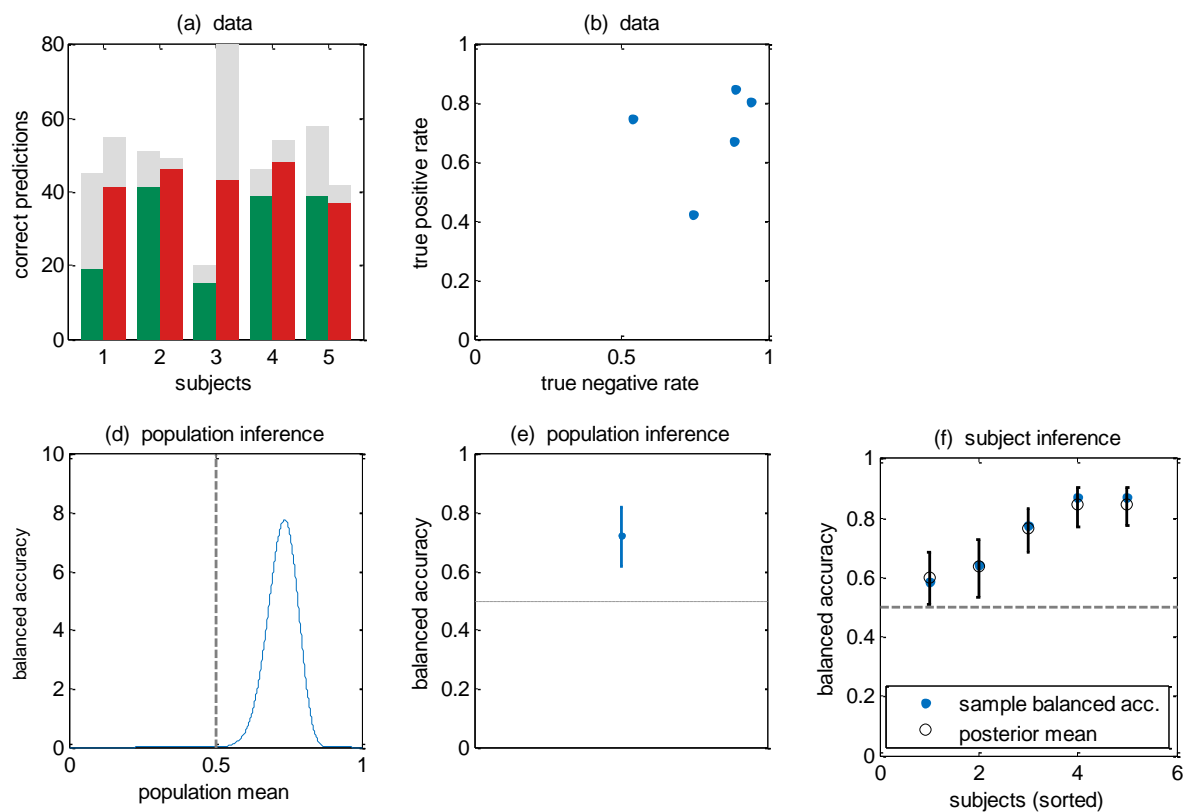 (a) data
80
60
40
20
0
correct predictions
1 2 3 4 5
subjects
(b) data
1
0.8
0.6
0.4
0.2
0
true positive rate
0 0.5 1
true negative rate
(d) population inference
10
8
6
4
2
0
balanced accuracy
0 0.5 1
population mean
(e) population inference
1
0.8
0.6
0.4
0.2
0
balanced accuracy
(f) subject inference
1
0.8
0.6
0.4
0.2
0
balanced accuracy
sample balanced acc.
posterior mean
0 2 4 6
subjects (sorted)